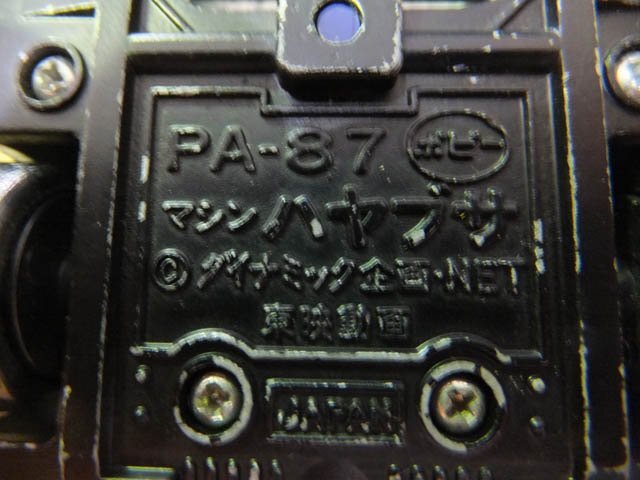 PA-87 ポピー
マシン ハヤブサ
©ダイナミック企画・NET
東映動画
JAPAN